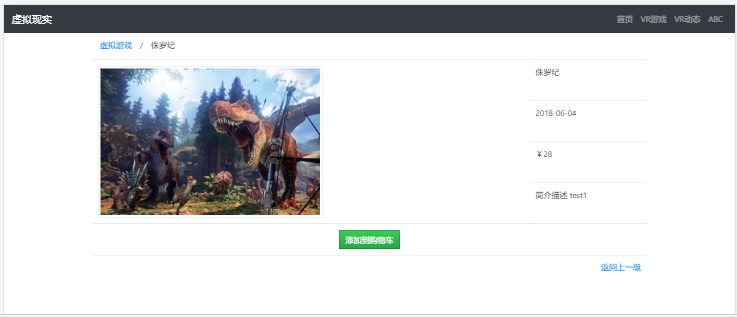 虚拟现实
首页 VR游戏 VR动态 ABC
虚拟游戏 / 侏罗纪
侏罗纪
2018-06-04
￥28
简介描述 test1
添加到购物车
返回上一级